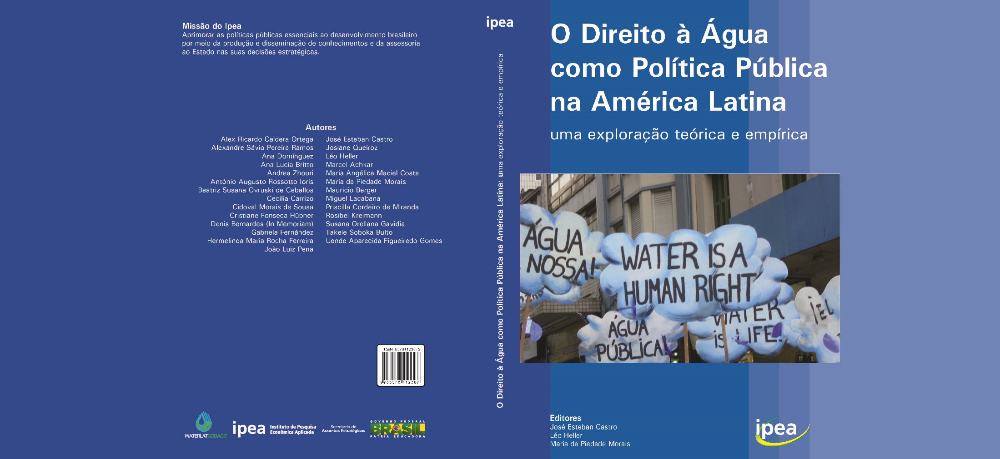 Missão do Ipea
Aprimorar as políticas públicas essenciais ao desenvolvimento brasileiro
por meio da produção e disseminação de conhecimentos e da assessoria
ao Estado nas suas decisões estratégicas.
Autores
Alex Ricardo Caldera Ortega
Alexandre Sávio Pereira Ramos
Ana Domínguez
Ana Lucia Britto
Andrea Zhouri
Antônio Augusto Rossotto Ioris
Beatriz Susana Ovruski de Ceballos
Cecilia Carrizo
Cidoval Morais de Sousa
Cristiane Fonseca Hübner
Denis Bernardes (In Memoriam)
Gabriela Fernández
Hermelinda Maria Rocha Ferreira
João Luiz Pena
José Esteban Castro
Josiane Queiroz
Léo Heller
Marcel Achkar
Maria Angélica Maciel Costa
Maria da Piedade Morais
Mauricio Berger
Miguel Lacabana
Priscilla Cordeiro de Miranda
Rosibel Kreimann
Susana Orellana Gavidia
Takele Soboka Bulto
Uende Aparecida Figueiredo Gomes
ISBN 857811238-5
9788578112387
WATERLATGOBACIT
ipea
Instituto de Pesquisa
Econômica Aplicada
Secretaria de
Assuntos Estratégicos
GOVERNO FEDERAL
BRASIL
PÁTRIA EDUCADORA
ipea
O Direito à Água como Política Pública na América Latina: uma exploração teórica e empírica
O Direito à Água
como Política Pública
na América Latina
uma exploração teórica e empírica
ÁGUA
NOSSA!
WATER IS A
HUMAN RIGHT
ÁGUA
PÚBLICA!
WATER
iS LIFE!
Editores
José Esteban Castro
Léo Heller
Maria da Piedade Morais
ipea